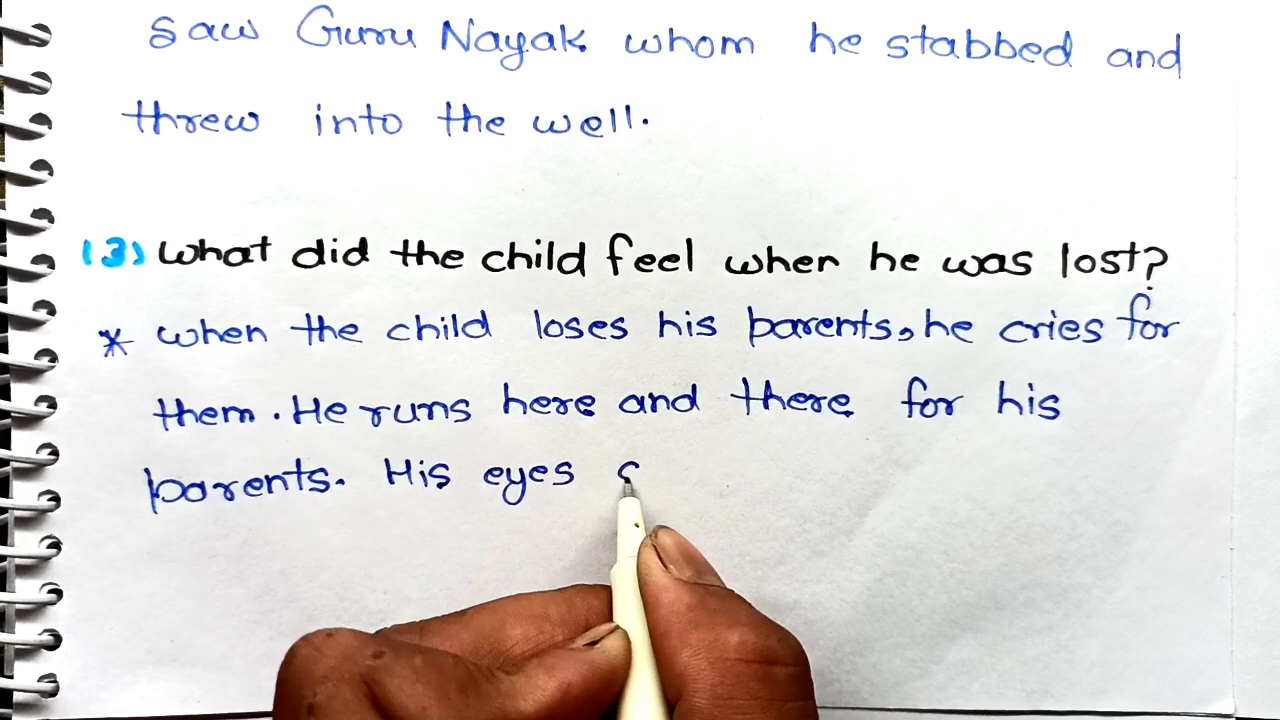 saw Guru Nayak whom he stabbed and
threw into the well.
(3) What did the child feel when he was lost?
* when the child loses his parents, he cries for
them. He runs here and there for his
parents. His eyes